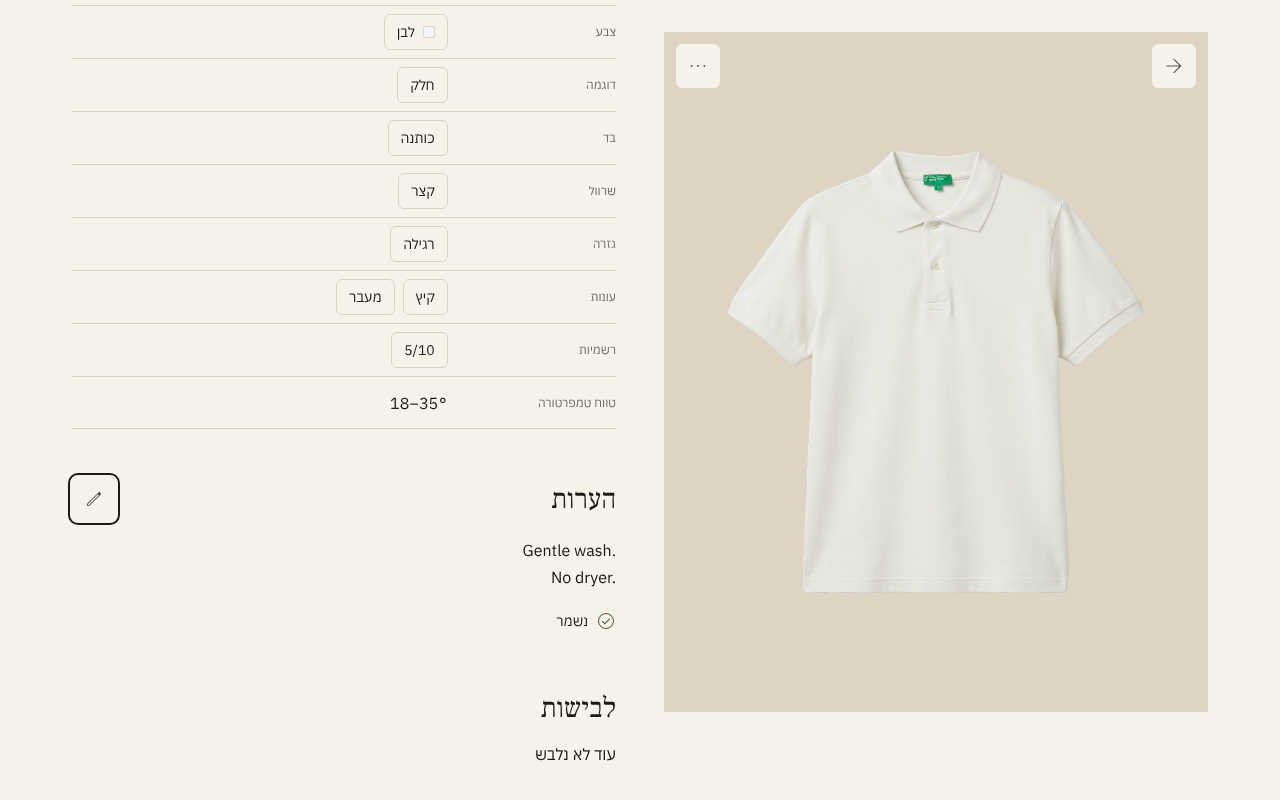 צבע
לבן
דוגמה
חלק
בד
כותנה
שרוול
קצר
גזרה
רגילה
עונות
קיץ
מעבר
רשמיות
5/10
טווח טמפרטורה
18–35°
הערות
Gentle wash.
No dryer.
נשמר
לבישות
עוד לא נלבש